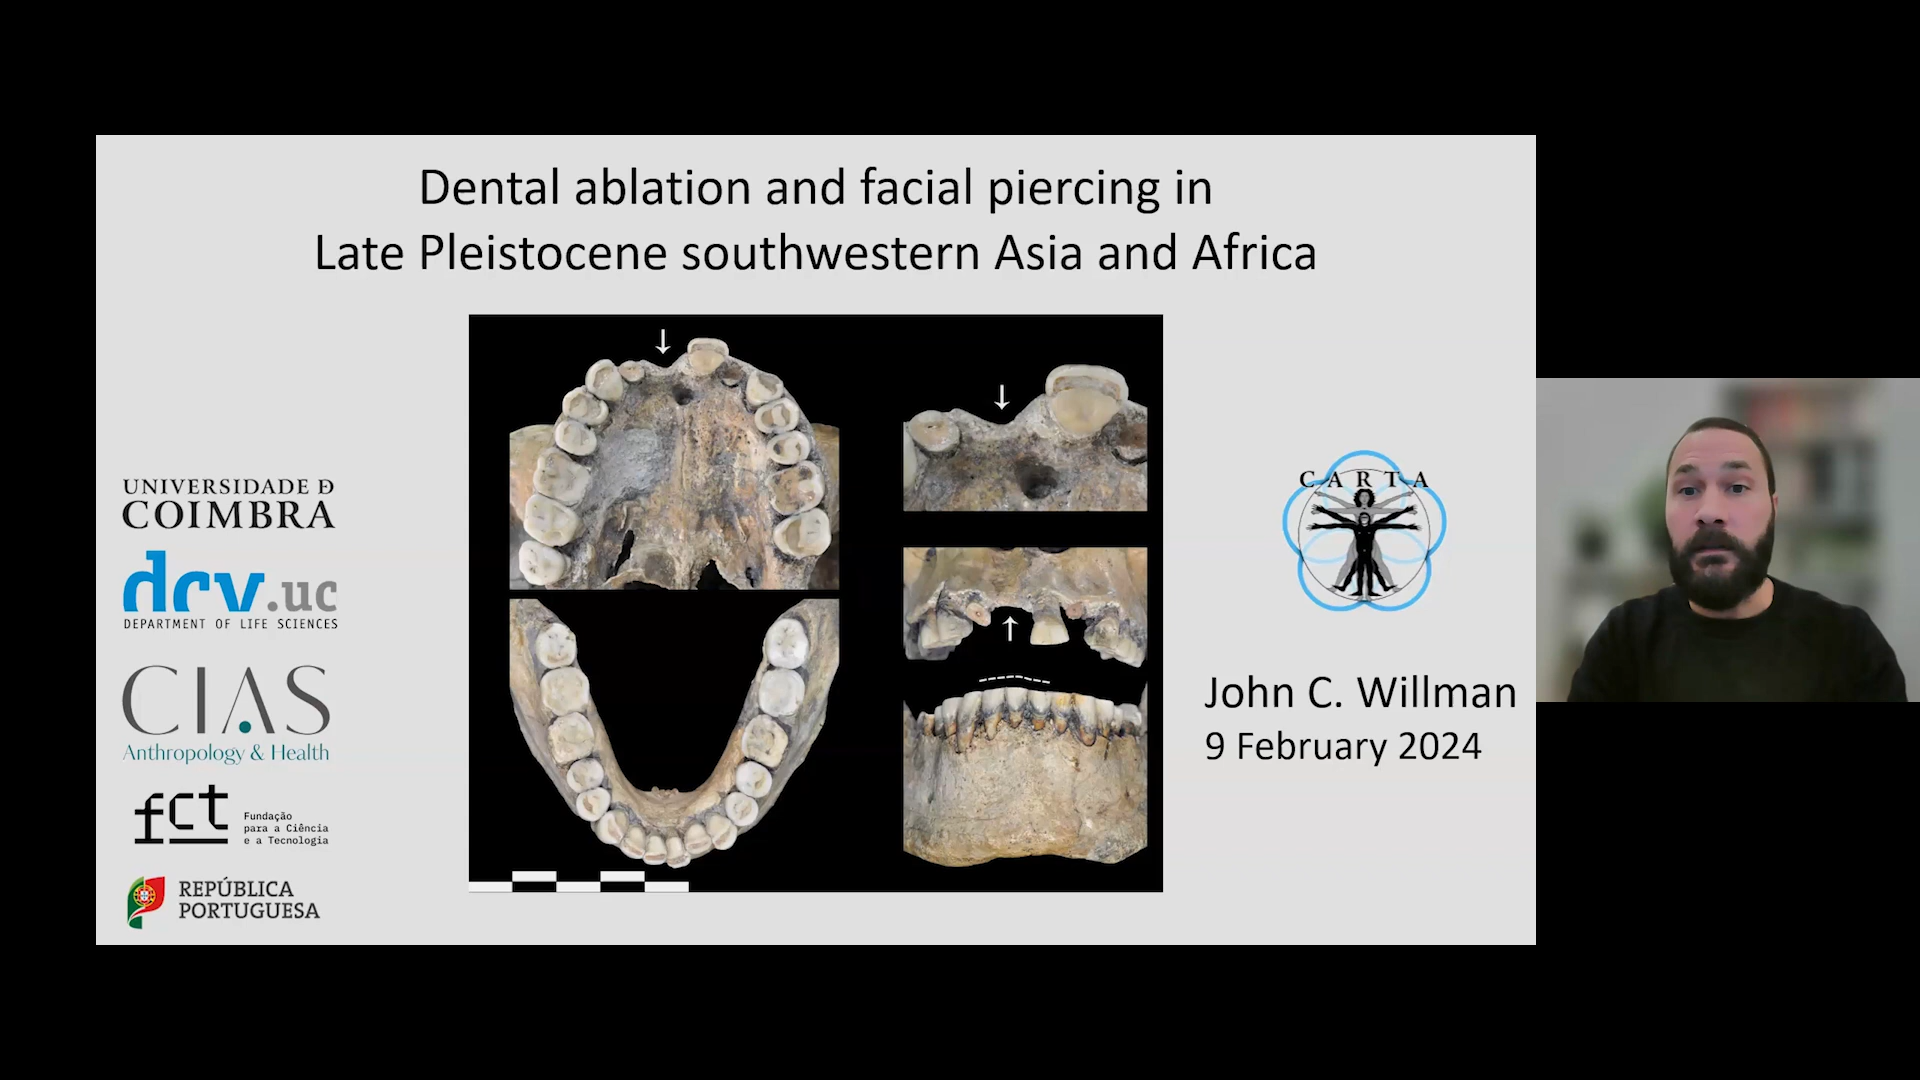 Dental ablation and facial piercing in
Late Pleistocene southwestern Asia and Africa
UNIVERSIDADE Ð
COIMBRA
dcv.uc
DEPARTMENT OF LIFE SCIENCES
CIAS
Anthropology & Health
fct
Fundação
para a Ciência
e a Tecnologia
REPÚBLICA
PORTUGUESA
CARTA
John C. Willman
9 February 2024